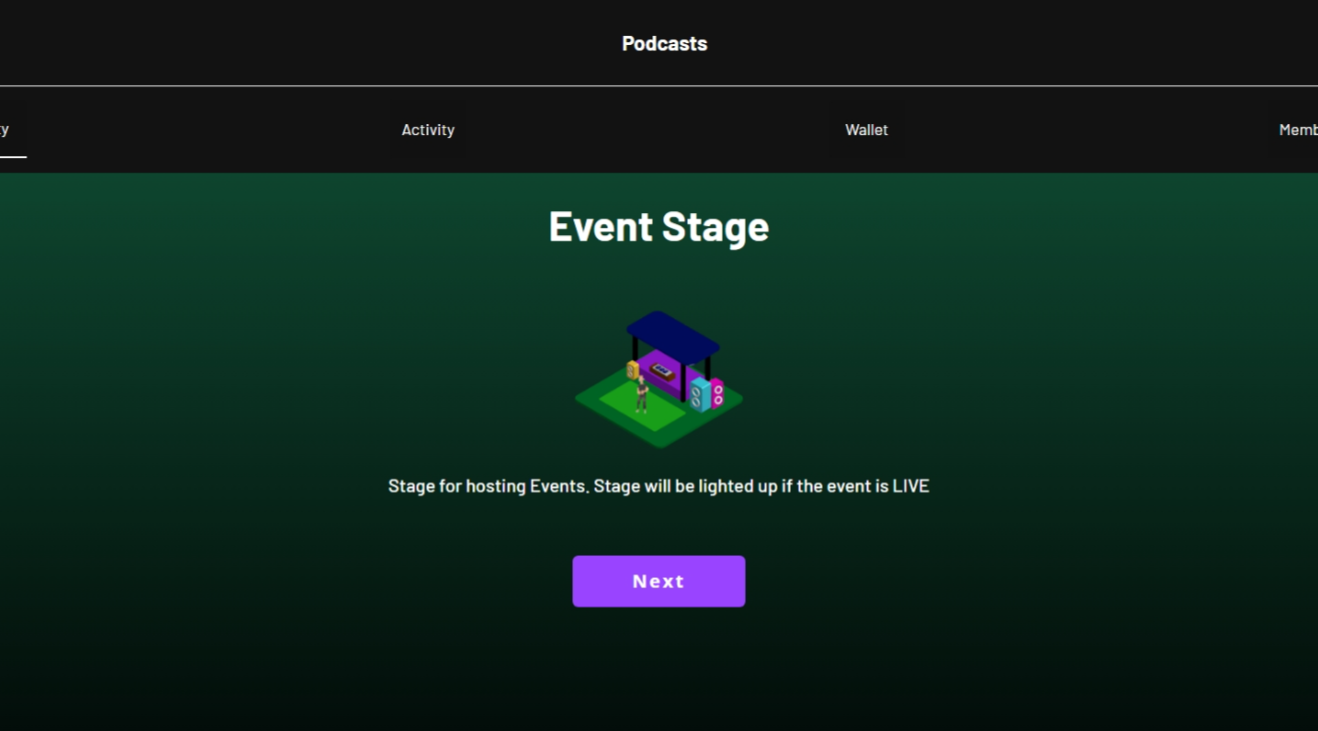 Podcasts
Activity
Wallet
Event Stage
Stage for hosting Events. Stage will be lighted up if the event is LIVE
Next